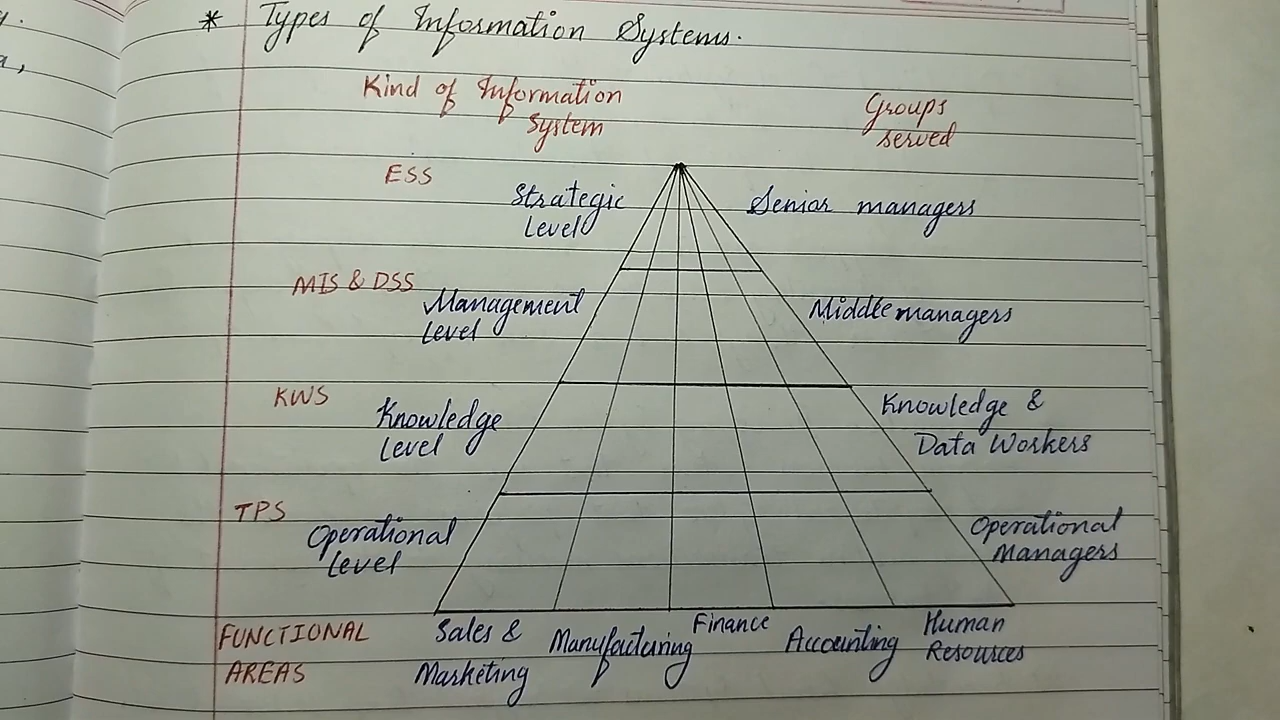 * Types of Information Systems.
Kind of Information
System
Groups
served
ESS
Strategic
Level
Senior managers
MIS & DSS
Management
Level
Middle managers
KWS
Knowledge
Level
Knowledge &
Data Workers
TPS
Operational
Level
Operational
Managers
FUNCTIONAL
AREAS
Sales &
Marketing
Manufacturing
Finance
Accounting
Human
Resources